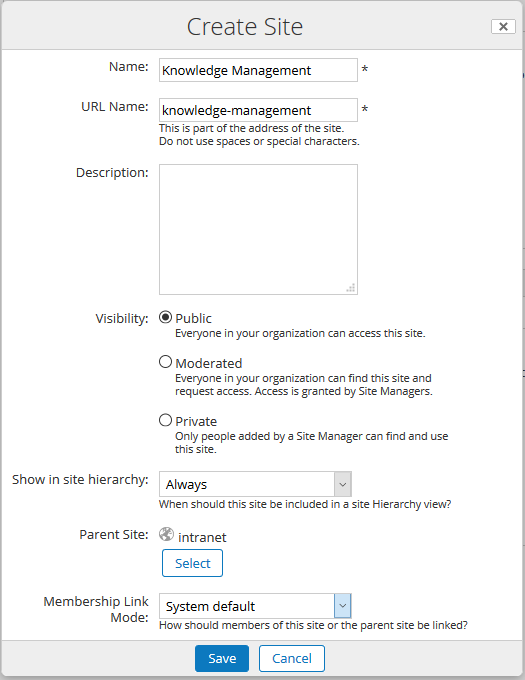 Create Site
Name: Knowledge Management *
URL Name: knowledge-management *
This is part of the address of the site.
Do not use spaces or special characters.
Description:
Visibility: Public
Everyone in your organization can access this site.
Moderated
Everyone in your organization can find this site and
request access. Access is granted by Site Managers.
Private
Only people added by a Site Manager can find and use
this site.
Show in site hierarchy: Always
When should this site be included in a site Hierarchy view?
Parent Site: intranet
Select
Membership Link
Mode: System default
How should members of this site or the parent site be linked?
Save Cancel